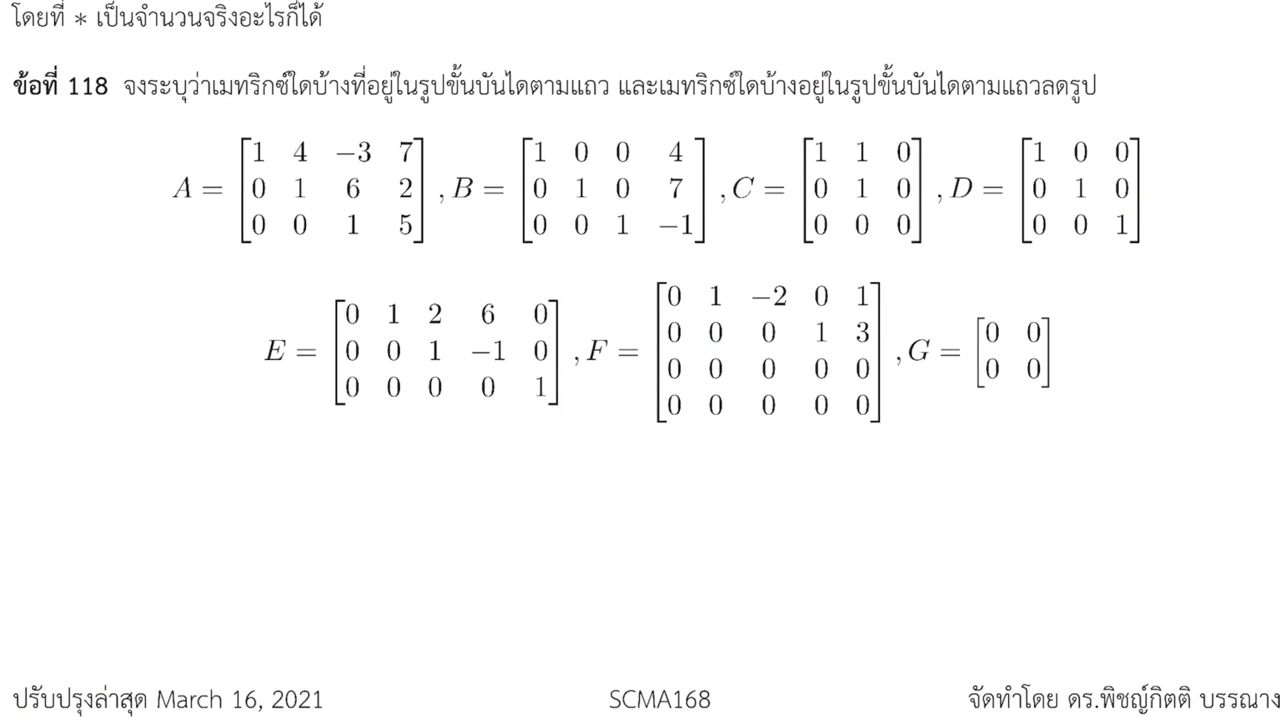 โดยที่ * เป็นจำนวนจริงอะไรก็ได้
ข้อที่ 118 จงระบุว่าเมทริกซ์ใดบ้างที่อยู่ในรูปขั้นบันไดตามแถว และเมทริกซ์ใดบ้างอยู่ในรูปขั้นบันไดตามแถวลดรูป
A = [1 4 −3 7; 0 1 6 2; 0 0 1 5], B = [1 0 0 4; 0 1 0 7; 0 0 1 −1], C = [1 1 0; 0 1 0; 0 0 0], D = [1 0 0; 0 1 0; 0 0 1]
E = [0 1 2 6 0; 0 0 1 −1 0; 0 0 0 0 1], F = [0 1 −2 0 1; 0 0 0 1 3; 0 0 0 0 0; 0 0 0 0 0], G = [0 0; 0 0]
ปรับปรุงล่าสุด March 16, 2021 SCMA168 จัดทำโดย ดร.พิชญ์กิตติ บรรณาง